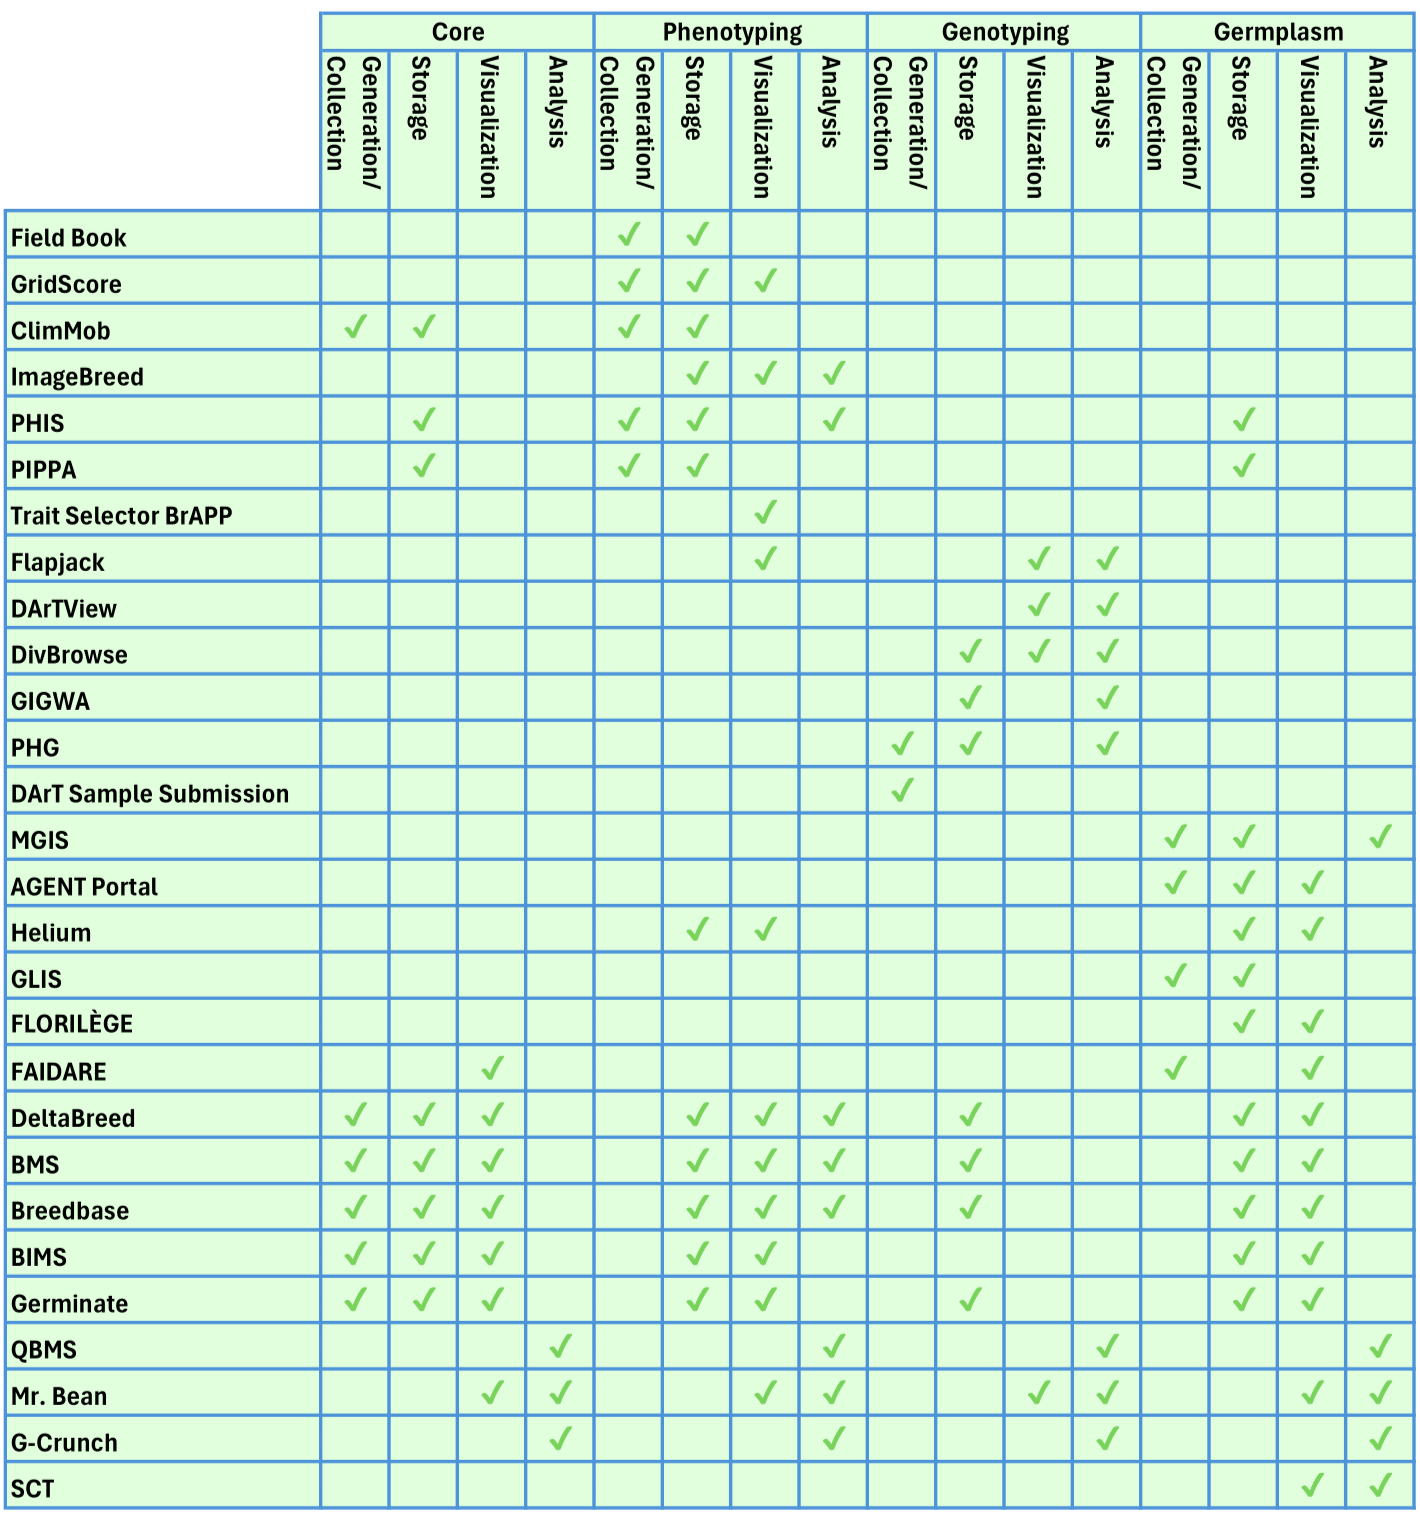 Core Phenotyping Genotyping Germplasm
Generation/
Collection
Storage
Visualization
Analysis
Generation/
Collection
Storage
Visualization
Analysis
Generation/
Collection
Storage
Visualization
Analysis
Generation/
Collection
Storage
Visualization
Analysis
Field Book ✓ ✓
GridScore ✓ ✓ ✓
ClimMob ✓ ✓ ✓ ✓
ImageBreed ✓ ✓ ✓
PHIS ✓ ✓ ✓ ✓ ✓
PIPPA ✓ ✓ ✓ ✓
Trait Selector BrAPP ✓
Flapjack ✓ ✓ ✓
DArTView ✓ ✓
DivBrowse ✓ ✓ ✓
GIGWA ✓ ✓
PHG ✓ ✓ ✓
DArT Sample Submission ✓
MGIS ✓ ✓ ✓
AGENT Portal ✓ ✓ ✓
Helium ✓ ✓ ✓ ✓
GLIS ✓ ✓
FLORILÈGE ✓ ✓
FAIDARE ✓ ✓ ✓
DeltaBreed ✓ ✓ ✓ ✓ ✓ ✓ ✓ ✓ ✓
BMS ✓ ✓ ✓ ✓ ✓ ✓ ✓ ✓ ✓
Breedbase ✓ ✓ ✓ ✓ ✓ ✓ ✓ ✓ ✓
BIMS ✓ ✓ ✓ ✓ ✓ ✓ ✓
Germinate ✓ ✓ ✓ ✓ ✓ ✓ ✓ ✓
QBMS ✓ ✓ ✓ ✓
Mr. Bean ✓ ✓ ✓ ✓ ✓ ✓ ✓ ✓
G-Crunch ✓ ✓ ✓ ✓
SCT ✓ ✓